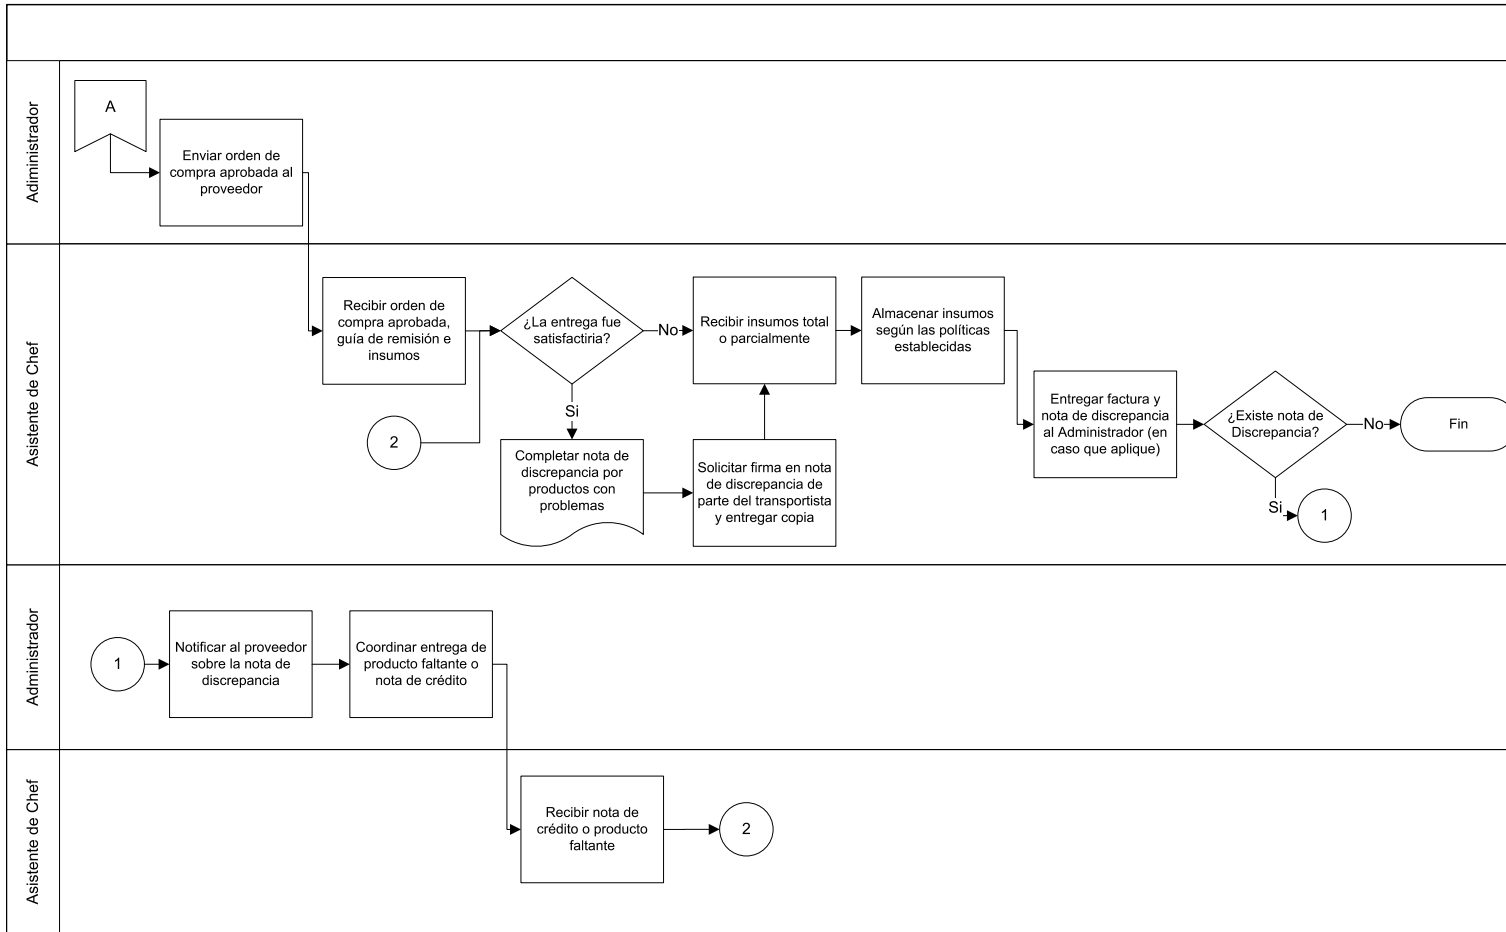 Adiministrador
A
Enviar orden de
compra aprobada al
proveedor
Asistente de Chef
Recibir orden de
compra aprobada,
guía de remisión e
insumos
2
¿La entrega fue
satisfactiria?
No
Si
Completar nota de
discrepancia por
productos con
problemas
Solicitar firma en nota
de discrepancia de
parte del transportista
y entregar copia
Recibir insumos total
o parcialmente
Almacenar insumos
según las políticas
establecidas
Entregar factura y
nota de discrepancia
al Administrador (en
caso que aplique)
¿Existe nota de
Discrepancia?
No
Fin
Si
1
Administrador
1
Notificar al proveedor
sobre la nota de
discrepancia
Coordinar entrega de
producto faltante o
nota de crédito
Asistente de Chef
Recibir nota de
crédito o producto
faltante
2